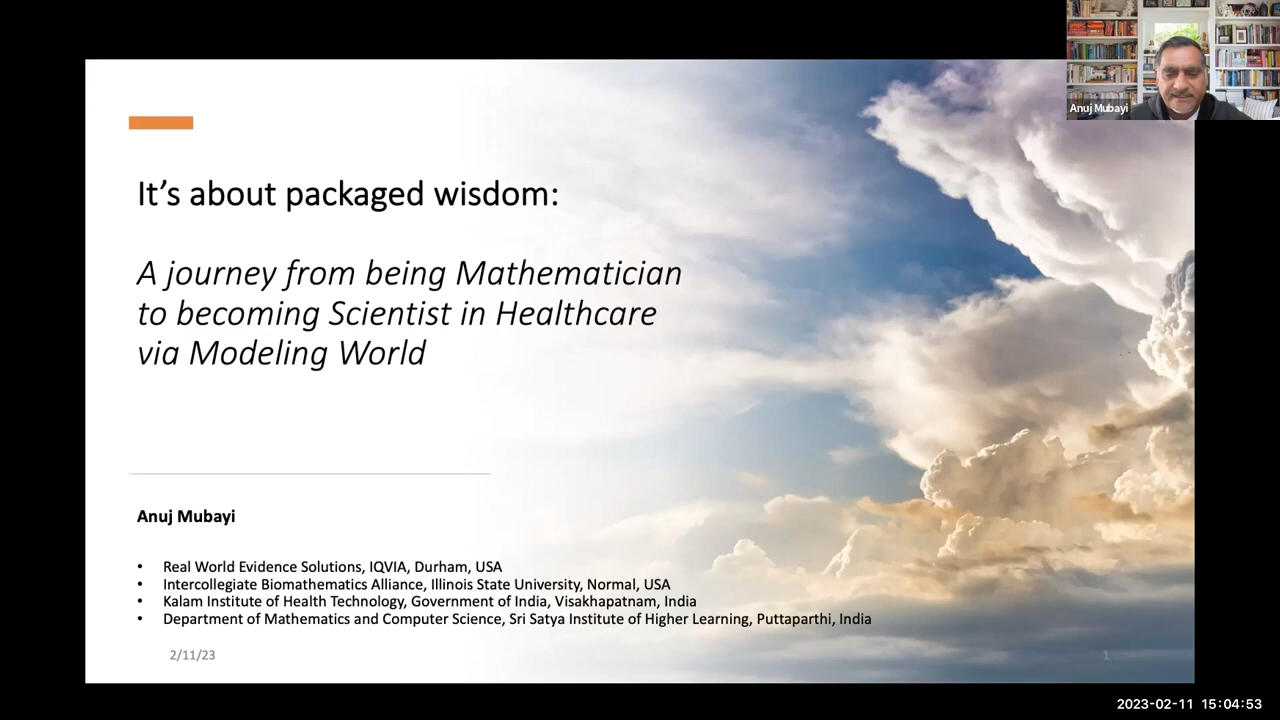 Anuj Mubayi
It’s about packaged wisdom:
A journey from being Mathematician
to becoming Scientist in Healthcare
via Modeling World
Anuj Mubayi
• Real World Evidence Solutions, IQVIA, Durham, USA
• Intercollegiate Biomathematics Alliance, Illinois State University, Normal, USA
• Kalam Institute of Health Technology, Government of India, Visakhapatnam, India
• Department of Mathematics and Computer Science, Sri Satya Institute of Higher Learning, Puttaparthi, India
2/11/23
1
2023-02-11 15:04:53